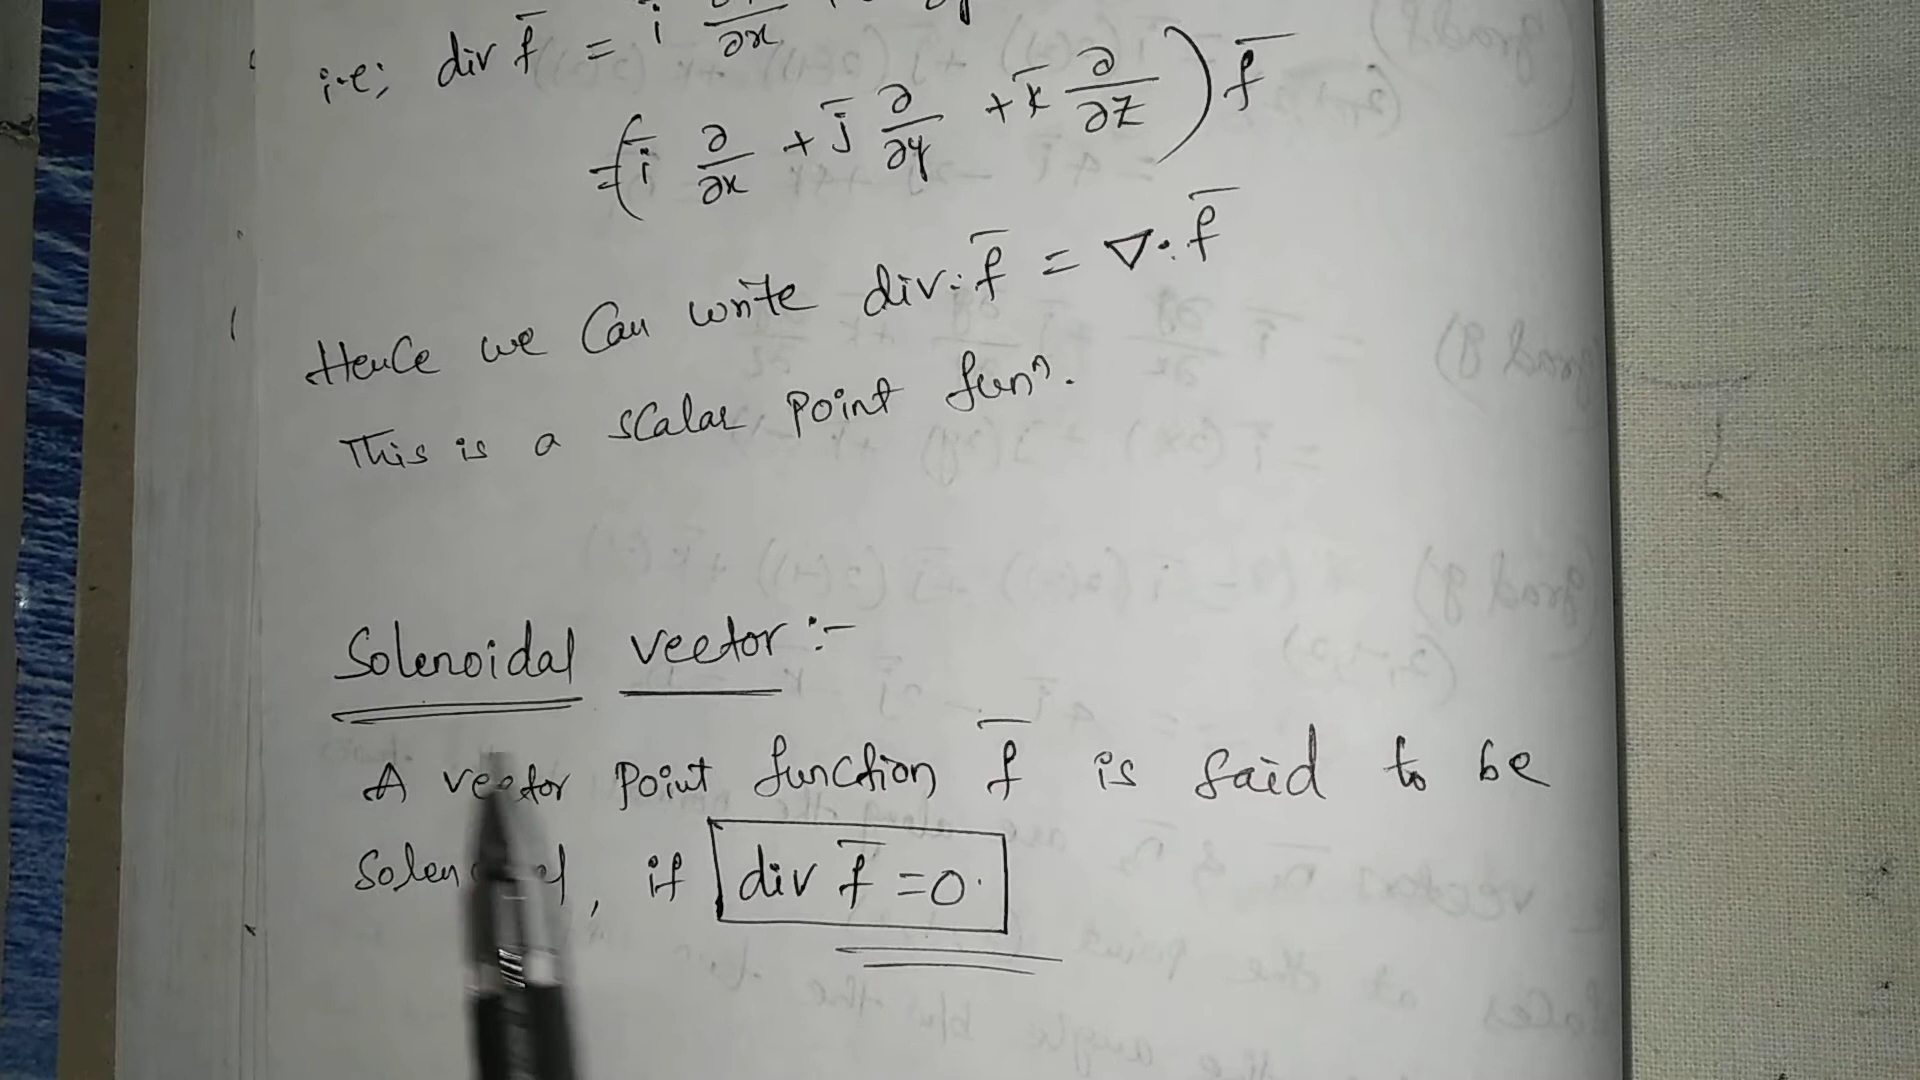 i.e; div f̄ = i ∂x
= (ī ∂/∂x + j̄ ∂/∂y + k̄ ∂/∂z) f̄
Hence we can write div. f̄ = ∇. f̄
This is a scalar point funⁿ.
Solenoidal vector :-
A vector point function f̄ is said to be
, if div f̄ = 0.